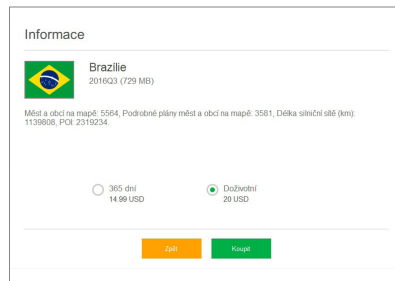 Informace
Brazílie
2016Q3 (729 MB)
Měst a obcí na mapě: 5564, Podrobné plány měst a obcí na mapě: 3581, Délka silniční sítě (km):
1139808, POI: 2319234.
365 dní
14.99 USD
Doživotní
20 USD
Zpět
Koupit